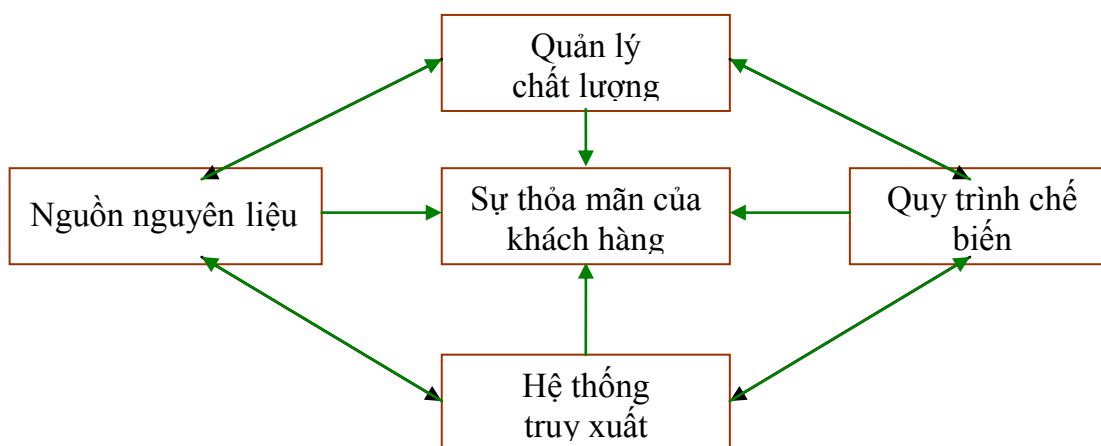 Quản lý
chất lượng
Nguồn nguyên liệu
Sự thỏa mãn của
khách hàng
Quy trình chế
biến
Hệ thống
truy xuất